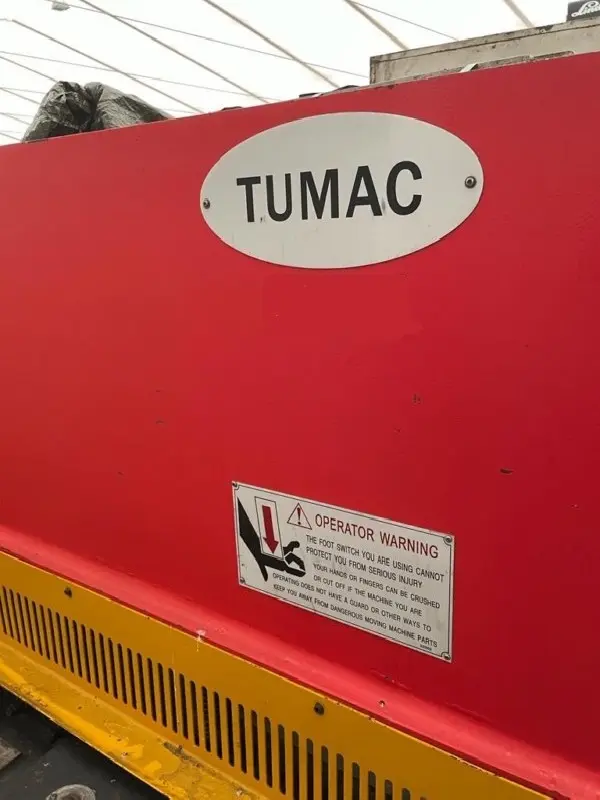 TUMAC
OPERATOR WARNING
THE FOOT SWITCH YOU ARE USING CANNOT
PROTECT YOU FROM SERIOUS INJURY
YOUR HANDS OR FINGERS CAN BE CRUSHED
OR CUT OFF IF THE MACHINE YOU ARE
OPERATING DOES NOT HAVE A GUARD OR OTHER WAYS TO
KEEP YOU AWAY FROM DANGEROUS MOVING MACHINE PARTS